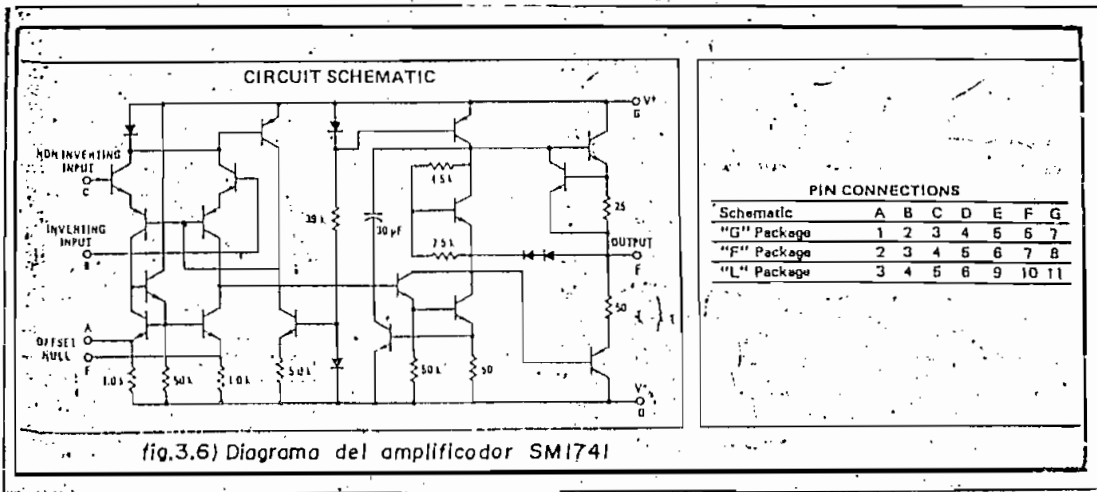 CIRCUIT SCHEMATIC
V+
G
NON INVERTING
INPUT
C
INVERTING
INPUT
B
OFFSET
NULL
A
F
1.0 k
50 k
1.0 k
5.0 k
39 k
30 pF
4.5 k
7.5 k
50 k
50
25
OUTPUT
F
50
PIN CONNECTIONS
Schematic A B C D E F G
"G" Package 1 2 3 4 5 6 7
"F" Package 2 3 4 5 6 7 8
"L" Package 3 4 5 6 9 10 11
fig.3.6) Diagrama del amplificador SM1741